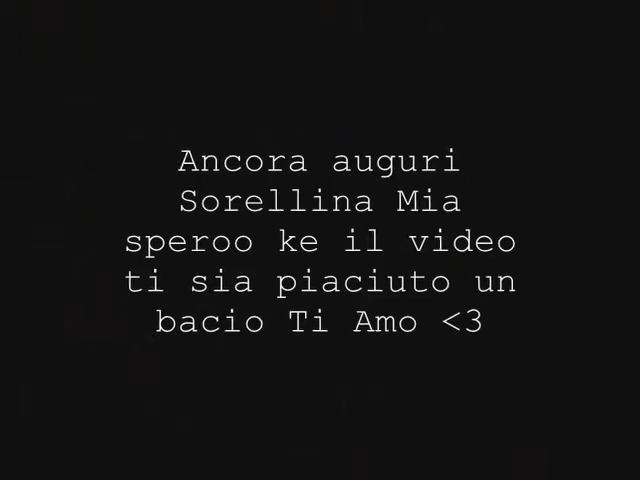 Ancora auguri
Sorellina Mia
speroo ke il video
ti sia piaciuto un
bacio Ti Amo <3